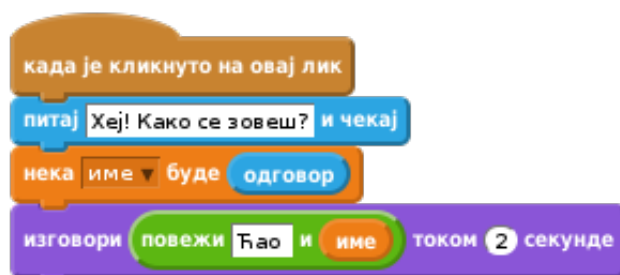 када је кликнуто на овај лик
питај Хеј! Како се зовеш? и чекај
нека име буде одговор
изговори повежи Ћао и име током 2 секунде